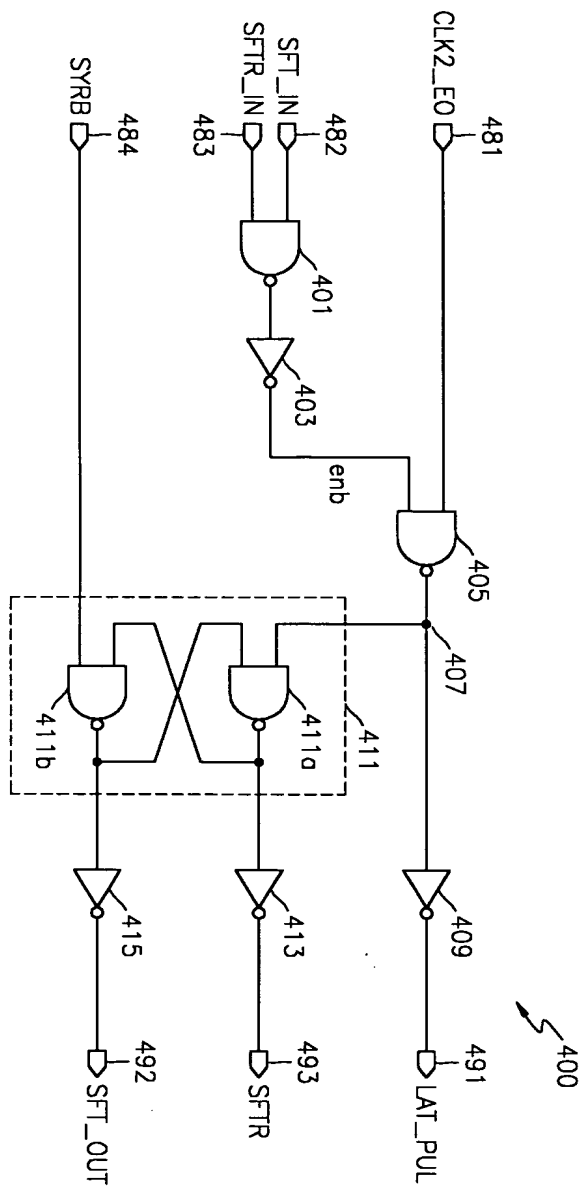 CLK2_EO
481
SFT_IN
482
SFTR_IN
483
SYRB
484
401
403
enb
405
407
411
411a
411b
409
413
415
491
LAT_PUL
493
SFTR
492
SFT_OUT
400